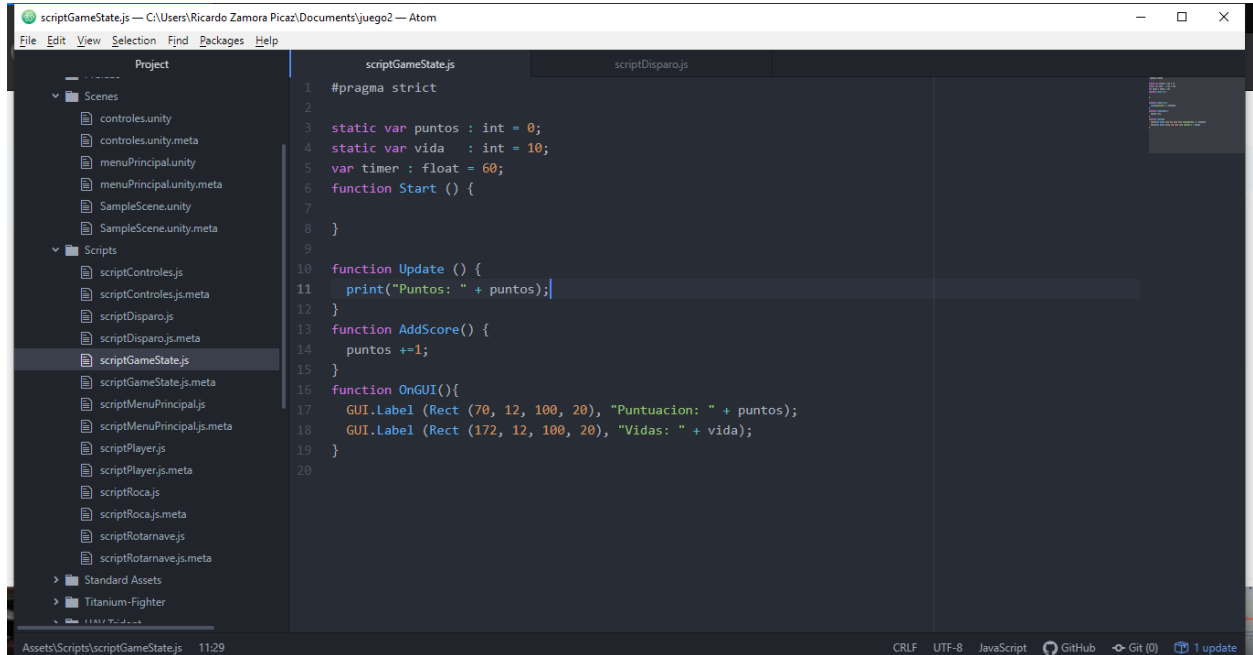 scriptGameState.js — C:\Users\Ricardo Zamora Picaz\Documents\juego2 — Atom
File Edit View Selection Find Packages Help
Project
Scenes
controles.unity
controles.unity.meta
menuPrincipal.unity
menuPrincipal.unity.meta
SampleScene.unity
SampleScene.unity.meta
Scripts
scriptControles.js
scriptControles.js.meta
scriptDisparo.js
scriptDisparo.js.meta
scriptGameState.js
scriptGameState.js.meta
scriptMenuPrincipal.js
scriptMenuPrincipal.js.meta
scriptPlayer.js
scriptPlayer.js.meta
scriptRoca.js
scriptRoca.js.meta
scriptRotarnave.js
scriptRotarnave.js.meta
Standard Assets
Titanium-Fighter
scriptGameState.js scriptDisparo.js
1 #pragma strict
2
3 static var puntos : int = 0;
4 static var vida   : int = 10;
5 var timer : float = 60;
6 function Start () {
7
8 }
9
10 function Update () {
11   print("Puntos: " + puntos);
12 }
13 function AddScore() {
14   puntos +=1;
15 }
16 function OnGUI(){
17   GUI.Label (Rect (70, 12, 100, 20), "Puntuacion: " + puntos);
18   GUI.Label (Rect (172, 12, 100, 20), "Vidas: " + vida);
19 }
20
Assets\Scripts\scriptGameState.js 11:29 CRLF UTF-8 JavaScript GitHub Git (0) 1 update